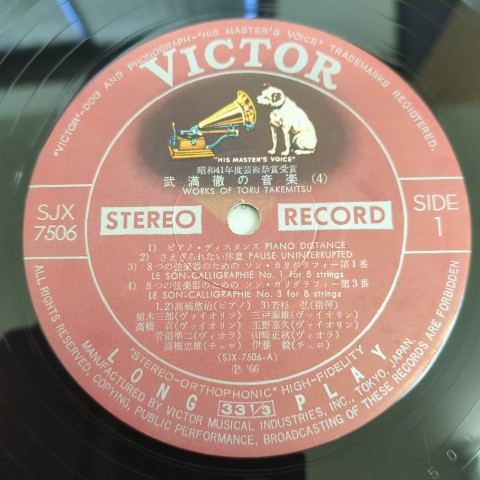 "VICTOR"-DOG AND PHONOGRAPH-"HIS MASTER'S VOICE" TRADEMARKS REGISTERED.
VICTOR
"HIS MASTER'S VOICE"
昭和41年度芸術祭賞受賞
武満徹の音楽 (4)
WORKS OF TORU TAKEMITSU
SJX
7506
STEREO RECORD
SIDE
1
1) ピアノ・ディスタンス PIANO DISTANCE
2) さえぎられない休息 PAUSE UNINTERRUPTED
3) 8つの弦楽器のための ソン・カリグラフィー第1番
LE SON-CALLIGRAPHIE No. 1 for 8 strings
4) 8つの弦楽器のための ソン・カリグラフィー第3番
LE SON-CALLIGRAPHIE No. 3 for 8 strings
1.2)高橋悠治(ピアノ) 3)若杉 弘(指揮)
植木三郎(ヴァイオリン) 三戸泰雄(ヴァイオリン)
高橋 真(ヴァイオリン) 玉野嘉久(ヴァイオリン)
菅沼準二(ヴィオラ) 山崎正秋(ヴィオラ)
高橋忠雄(チェロ) 伊藤 毅(チェロ)
(SJX-7506-A)
Ⓟ '66
"STEREO-ORTHOPHONIC" HIGH-FIDELITY
LONG 33 1/3 PLAY
ALL RIGHTS RESERVED. MANUFACTURED BY VICTOR MUSICAL INDUSTRIES, INC., TOKYO, JAPAN.
COPYING, PUBLIC PERFORMANCE, BROADCASTING OF THESE RECORDS ARE FORBIDDEN.